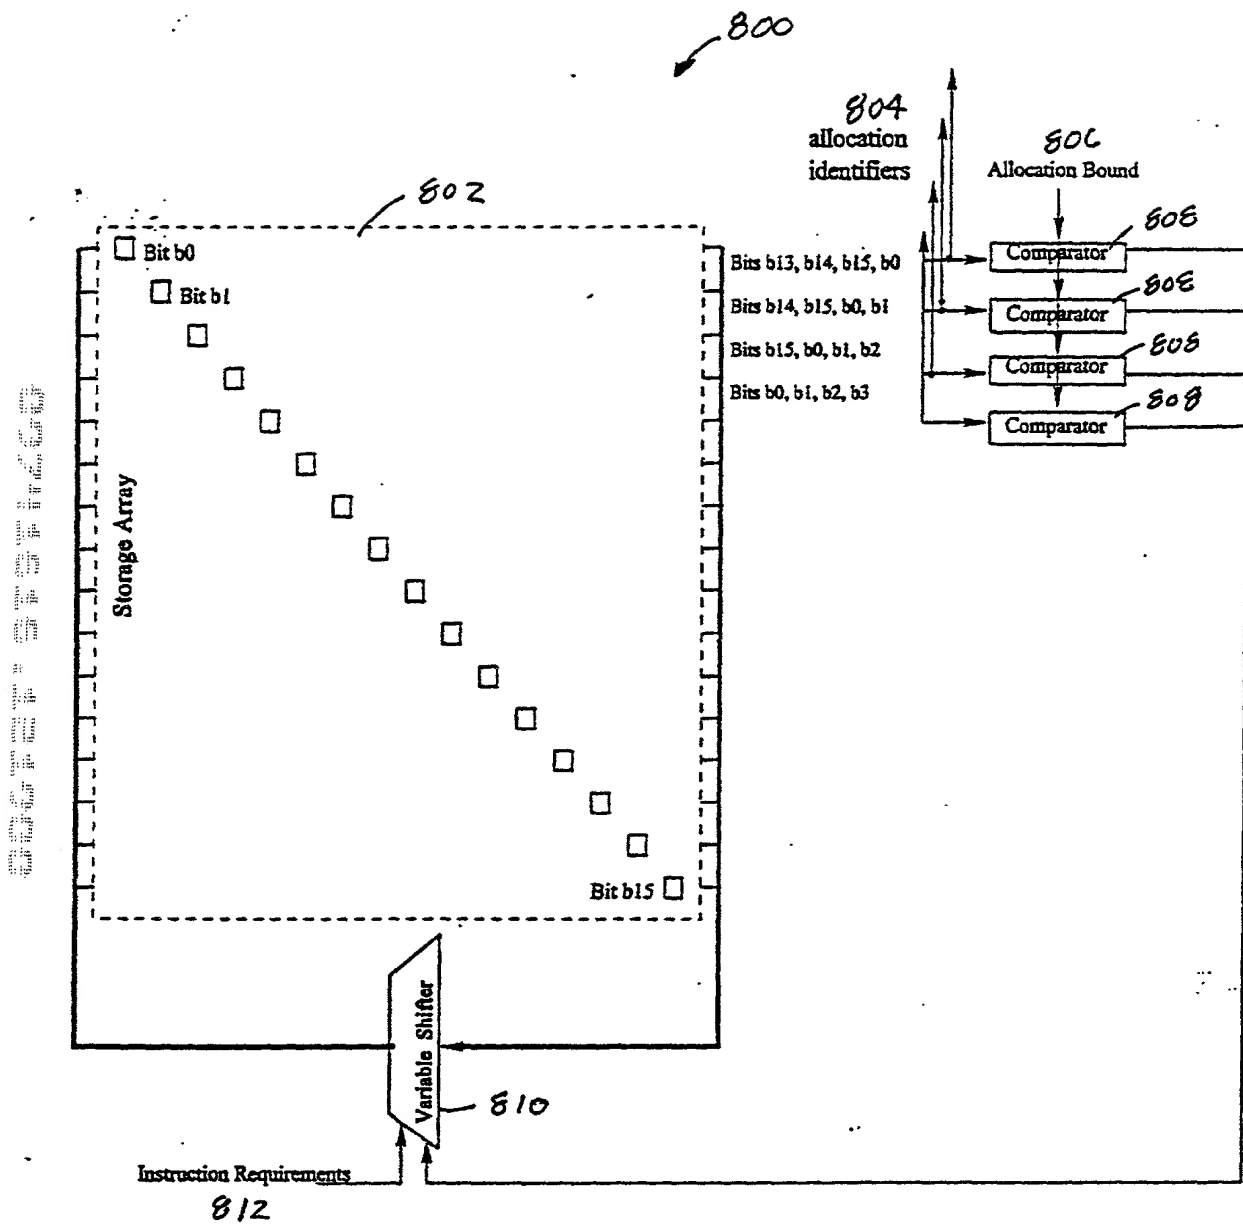 800
804
allocation
identifiers
806
Allocation Bound
802
Bit b0
Bit b1
Storage Array
Bit b15
Bits b13, b14, b15, b0
Bits b14, b15, b0, b1
Bits b15, b0, b1, b2
Bits b0, b1, b2, b3
Comparator
808
Comparator
808
Comparator
808
Comparator
808
Variable Shifter
810
Instruction Requirements
812